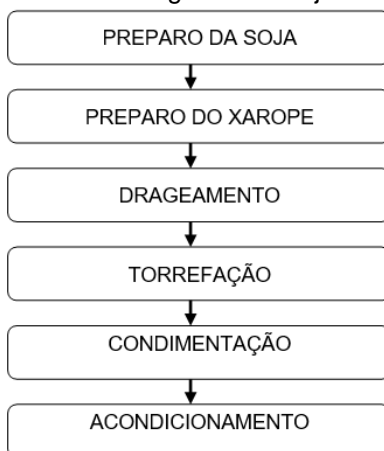 PREPARO DA SOJA
PREPARO DO XAROPE
DRAGEAMENTO
TORREFAÇÃO
CONDIMENTAÇÃO
ACONDICIONAMENTO